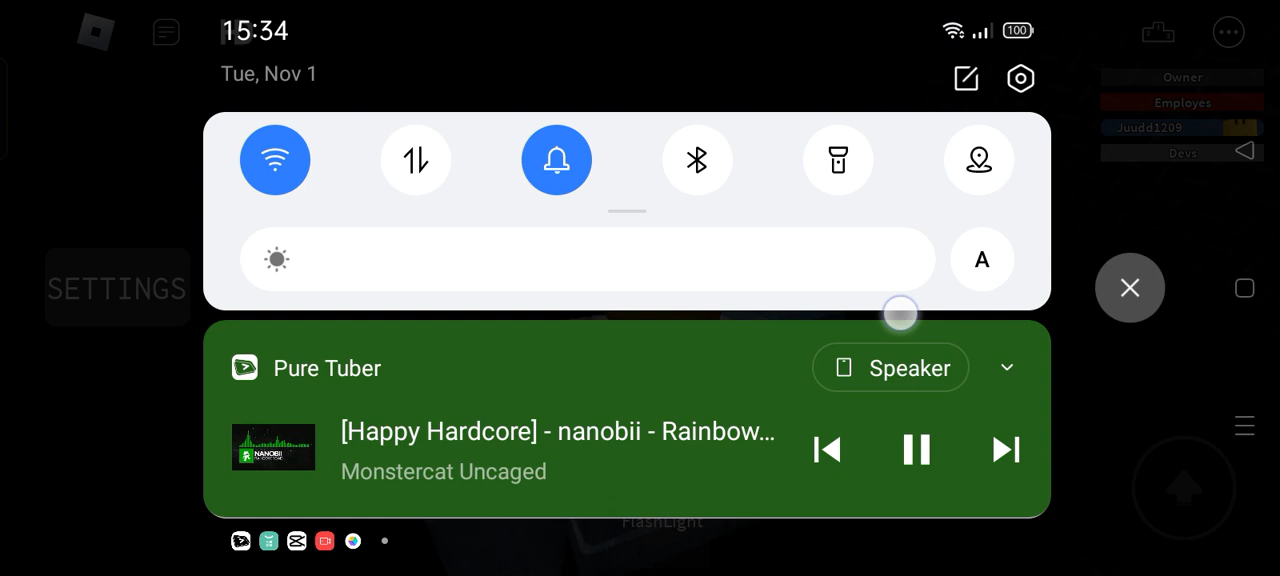 15:34
100
Tue, Nov 1
Owner
Employes
Juudd1209
Devs
A
SETTINGS
Pure Tuber
Speaker
[Happy Hardcore] - nanobii - Rainbow...
NANOBII
Monstercat Uncaged
FlashLight